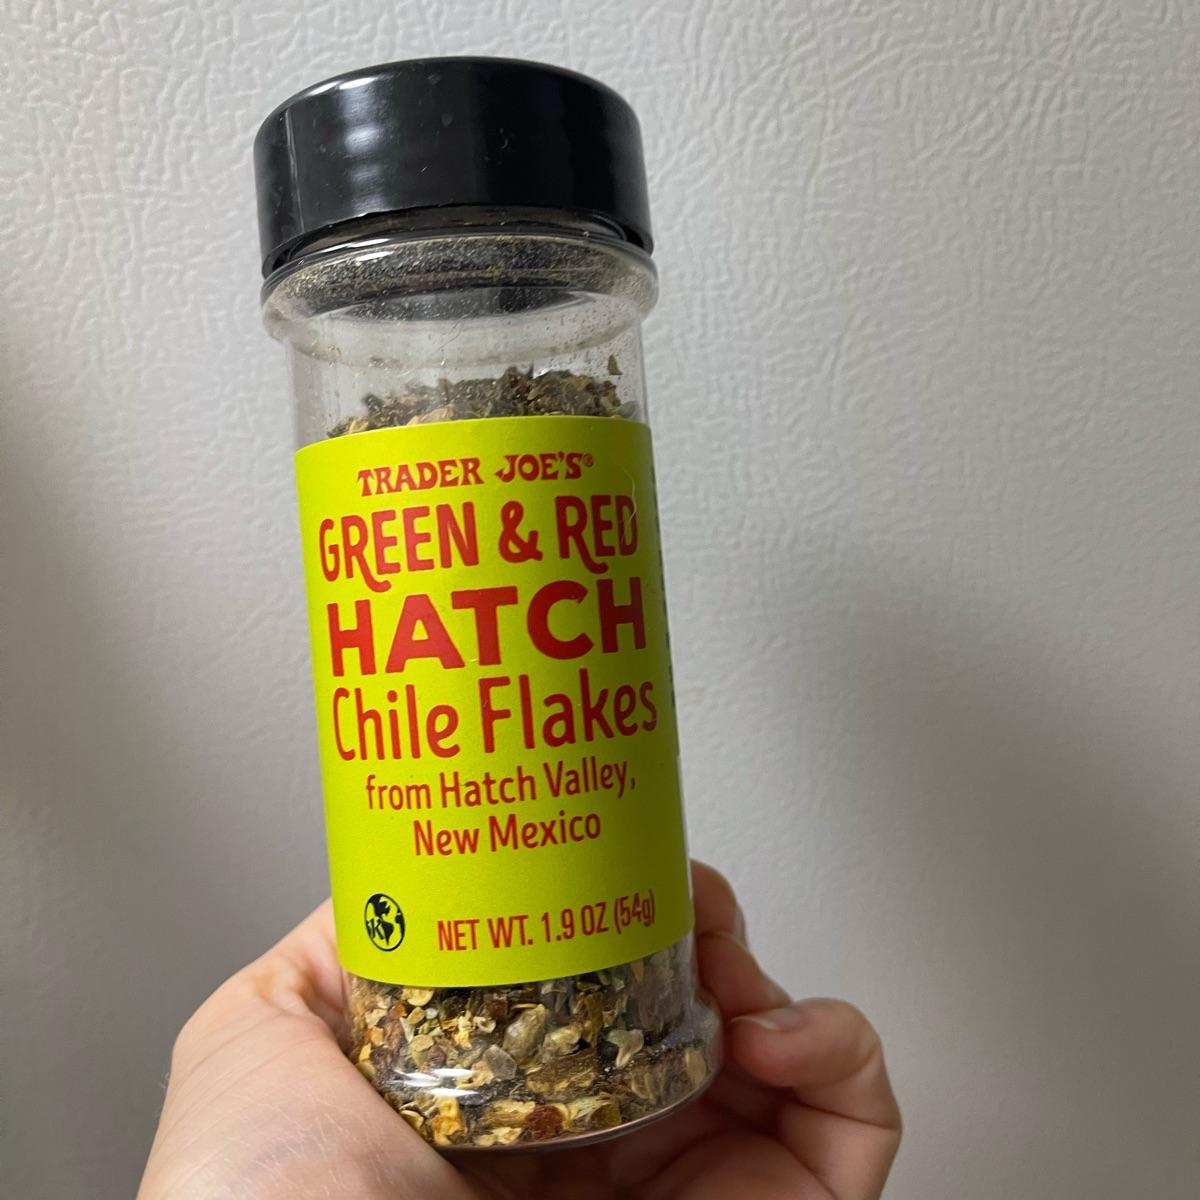 TRADER JOE'S®
GREEN & RED
HATCH
Chile Flakes
from Hatch Valley,
New Mexico
K
NET WT. 1.9 OZ (54g)